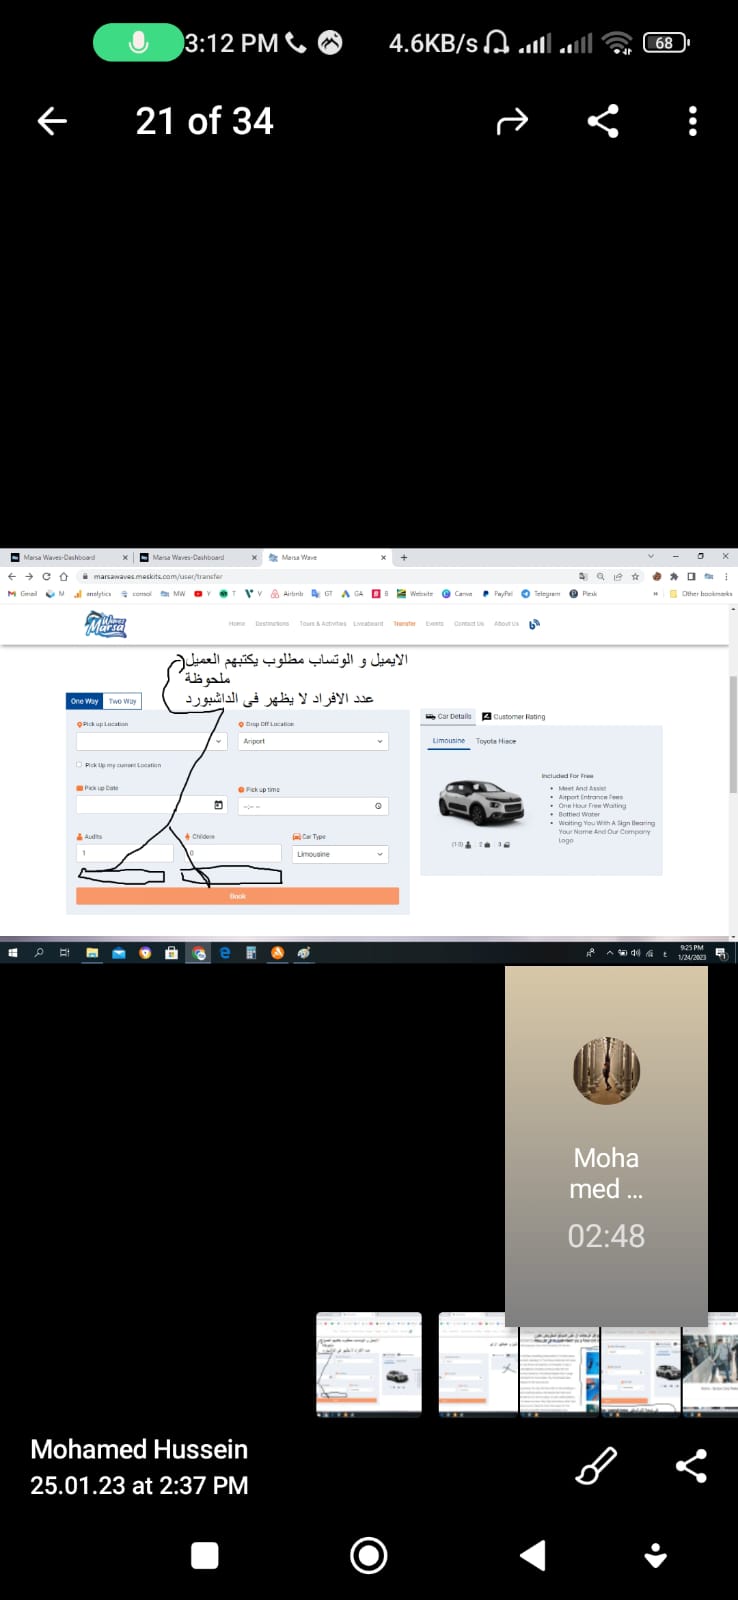 3:12 PM
4.6KB/s
68
21 of 34
Marsa Waves-Dashboard
Marsa Waves-Dashboard
Marsa Wave
marsawaves.meskits.com/user/transfer
Gmail
M
analytics
consol
MW
Y
T
V
Airbnb
GT
GA
B
Website
Canva
PayPal
Telegram
Plesk
Other bookmarks
Waves
Marsa
Home
Destinations
Tours & Activities
Liveaboard
Transfer
Events
Contact Us
About Us
الايميل و الوتساب مطلوب يكتبهم العميل
ملحوظة
عدد الافراد لا يظهر فى الداشبورد
One Way
Two Way
Pick up Location
Drop Off Location
Ariport
Pick Up my current Location
Pick up Date
Pick up time
--:-- --
Audlts
Childern
Car Type
1
0
Limousine
Book
Car Details
Customer Rating
Limousine
Toyota Hiace
Included For Free
Meet And Assist
Airport Entrance Fees
One Hour Free Waiting
Bottled Water
Waiting You With A Sign Bearing
Your Name And Our Company
Logo
(1-3)
2
3
9:25 PM
1/24/2023
Moha
med ...
02:48
Mohamed Hussein
25.01.23 at 2:37 PM